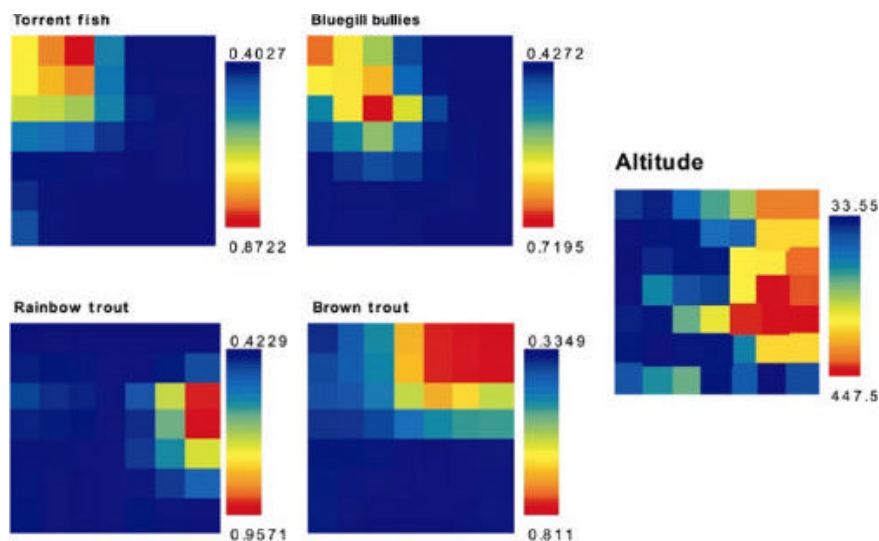 Torrent fish
0.4027
0.8722
Bluegill bullies
0.4272
0.7195
Altitude
33.55
447.5
Rainbow trout
0.4229
0.9571
Brown trout
0.3349
0.811